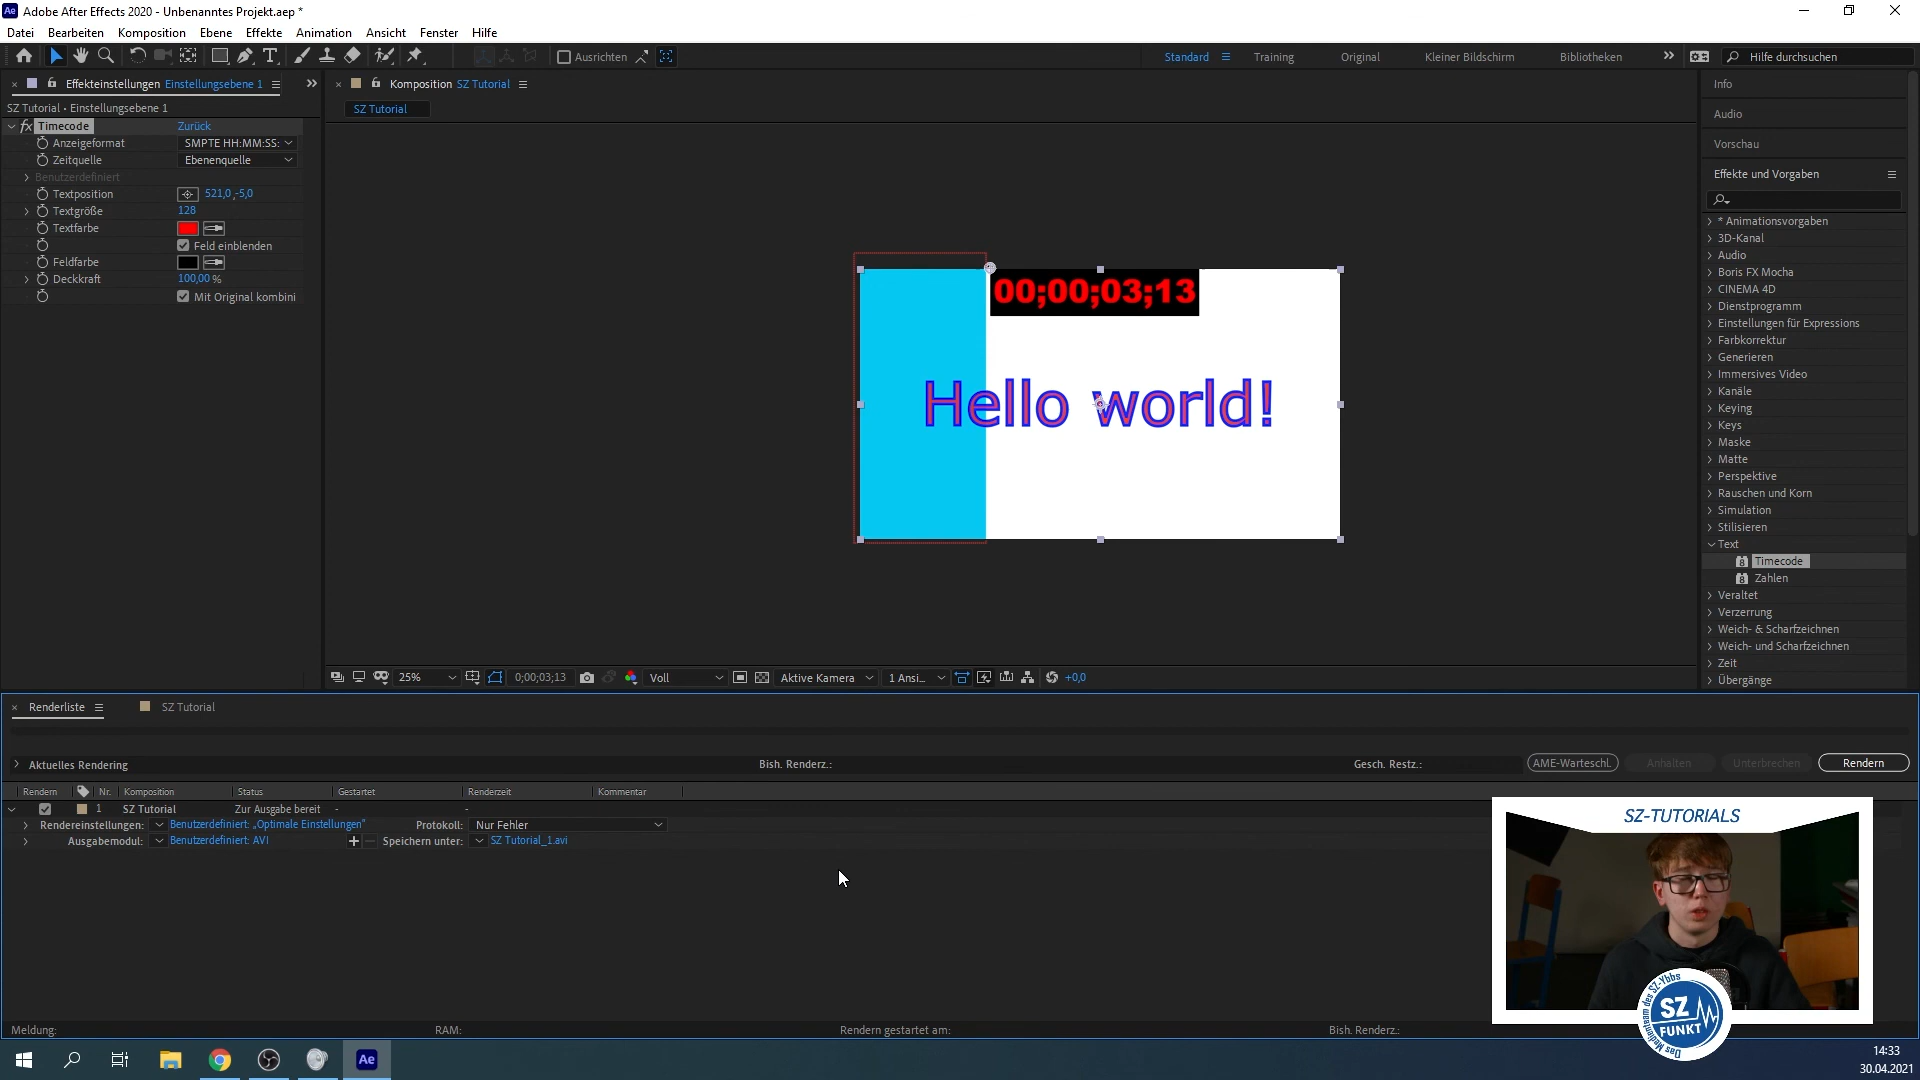 Adobe After Effects 2020 - Unbenanntes Projekt.aep *
Datei Bearbeiten Komposition Ebene Effekte Animation Ansicht Fenster Hilfe
Ausrichten
Standard Training Original Kleiner Bildschirm Bibliotheken
Hilfe durchsuchen
Effekteinstellungen Einstellungsebene 1
Komposition SZ Tutorial
SZ Tutorial • Einstellungsebene 1
SZ Tutorial
fx Timecode Zurück
Anzeigeformat SMPTE HH:MM:SS:
Zeitquelle Ebenenquelle
Benutzerdefiniert
Textposition 521,0,-5,0
Textgröße 128
Textfarbe
Feld einblenden
Feldfarbe
Deckkraft 100,00 %
Mit Original kombini
00;00;03;13
Hello world!
25% 0;00;03;13 Voll Aktive Kamera 1 Ansi... +0,0
Info
Audio
Vorschau
Effekte und Vorgaben
* Animationsvorgaben
3D-Kanal
Audio
Boris FX Mocha
CINEMA 4D
Dienstprogramm
Einstellungen für Expressions
Farbkorrektur
Generieren
Immersives Video
Kanäle
Keying
Keys
Maske
Matte
Perspektive
Rauschen und Korn
Simulation
Stilisieren
Text
Timecode
Zahlen
Veraltet
Verzerrung
Weich- & Scharfzeichnen
Weich- und Scharfzeichnen
Zeit
Übergänge
Renderliste SZ Tutorial
Aktuelles Rendering Bish. Renderz.: Gesch. Restz.: AME-Warteschl. Anhalten Unterbrechen Rendern
Rendern Nr. Komposition Status Gestartet Renderzeit Kommentar
1 SZ Tutorial Zur Ausgabe bereit - -
Rendereinstellungen: Benutzerdefiniert: „Optimale Einstellungen" Protokoll: Nur Fehler
Ausgabemodul: Benutzerdefiniert: AVI Speichern unter: SZ Tutorial_1.avi
SZ-TUTORIALS
SZ
FUNKT
Das Medienteam des SZ-Ybbs
Meldung: RAM: Rendern gestartet am: Bish. Renderz.:
Ae
14:33
30.04.2021